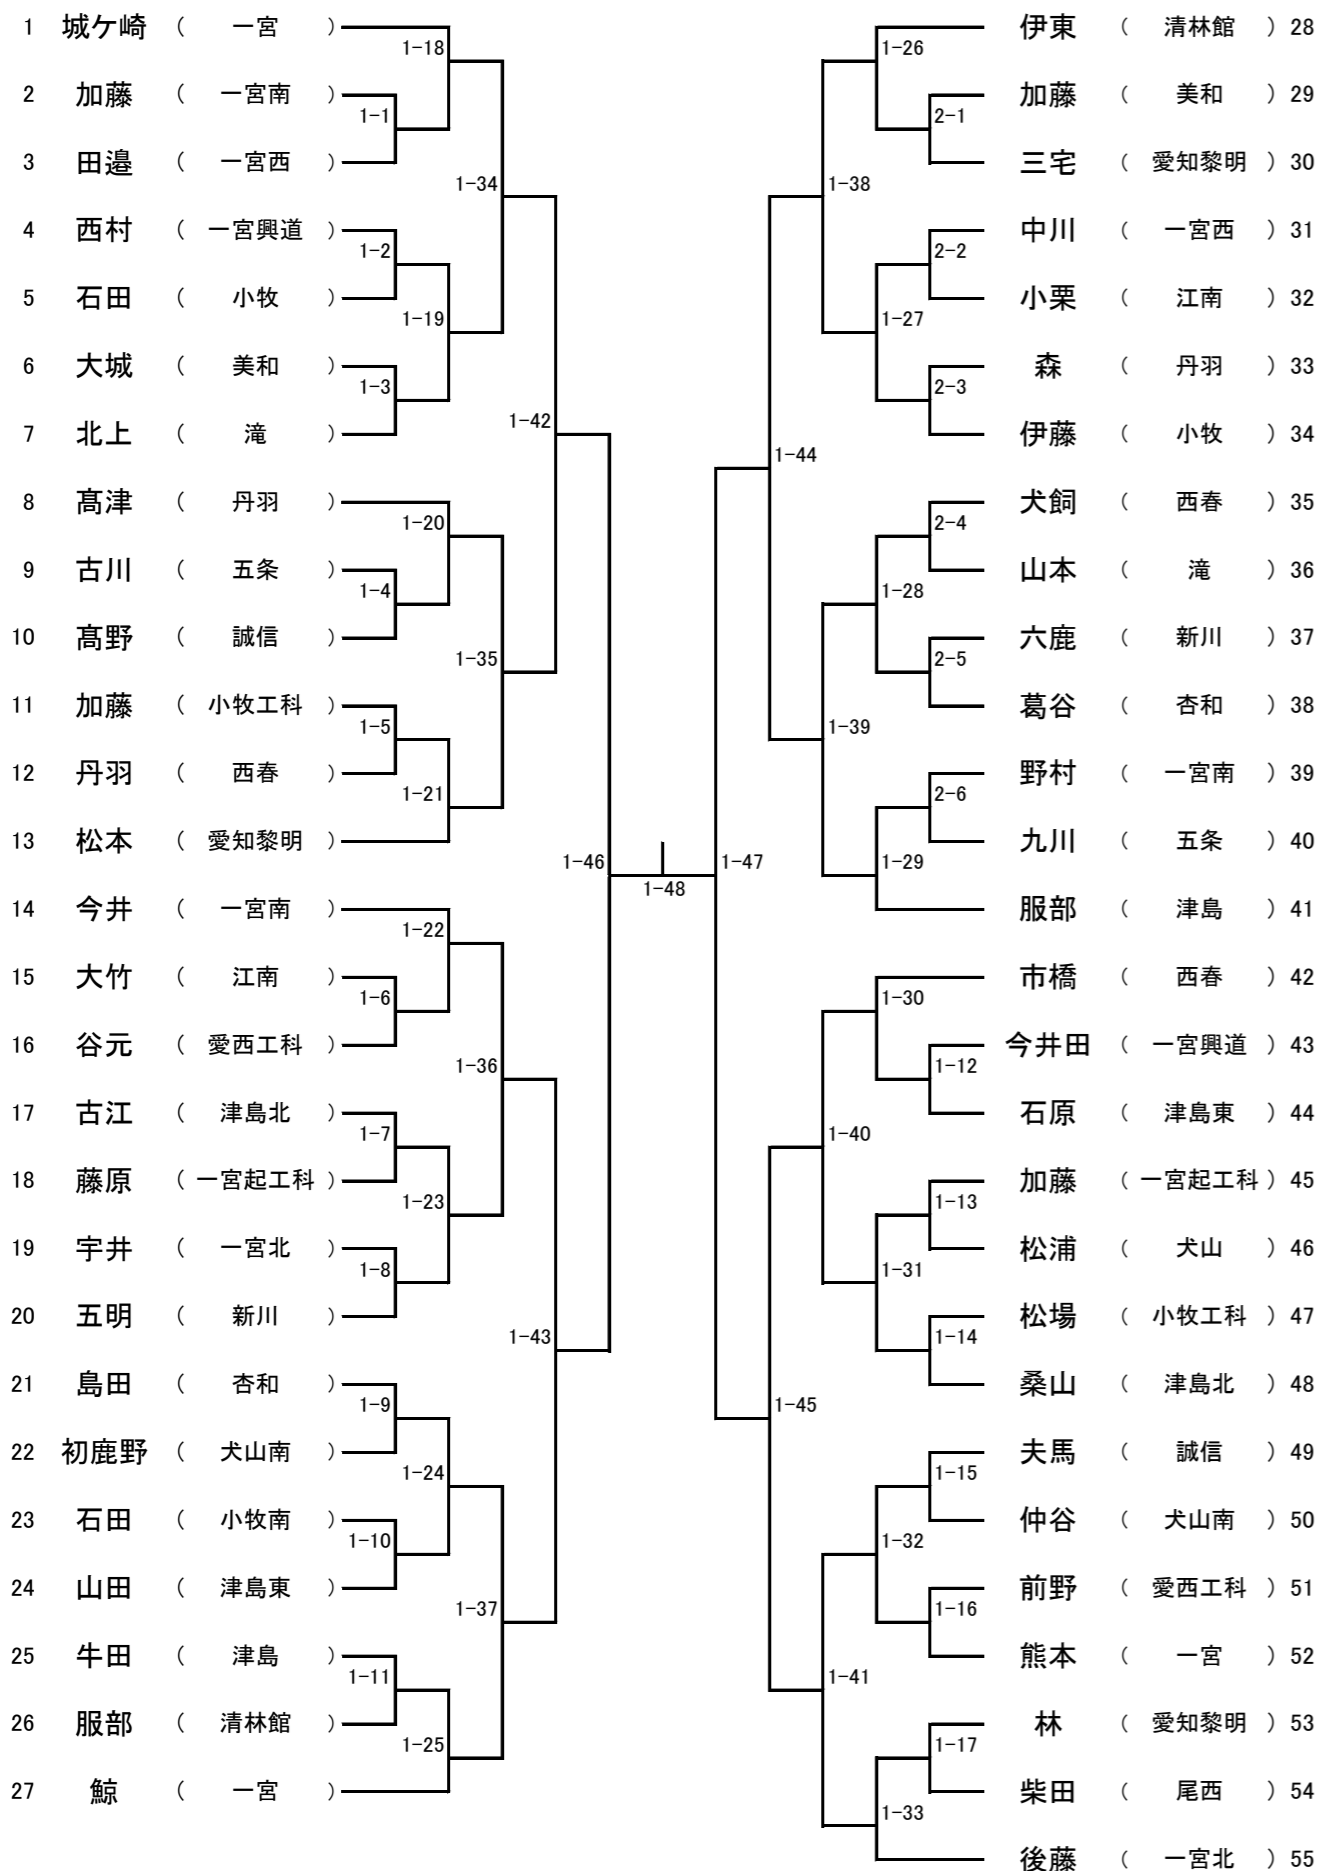 1 城ケ崎 ( 一宮 )
1-18
2 加藤 ( 一宮南 )
1-1
3 田邉 ( 一宮西 )
1-34
4 西村 ( 一宮興道 )
1-2
5 石田 ( 小牧 )
1-19
6 大城 ( 美和 )
1-3
7 北上 ( 滝 )
1-42
8 髙津 ( 丹羽 )
1-20
9 古川 ( 五条 )
1-4
10 髙野 ( 誠信 )
1-35
11 加藤 ( 小牧工科 )
1-5
12 丹羽 ( 西春 )
1-21
13 松本 ( 愛知黎明 )
1-46
14 今井 ( 一宮南 )
1-22
15 大竹 ( 江南 )
1-6
16 谷元 ( 愛西工科 )
1-36
17 古江 ( 津島北 )
1-7
18 藤原 ( 一宮起工科 )
1-23
19 宇井 ( 一宮北 )
1-8
20 五明 ( 新川 )
1-43
21 島田 ( 杏和 )
1-9
22 初鹿野 ( 犬山南 )
1-24
23 石田 ( 小牧南 )
1-10
24 山田 ( 津島東 )
1-37
25 牛田 ( 津島 )
1-11
26 服部 ( 清林館 )
1-25
27 鯨 ( 一宮 )
1-48
伊東 ( 清林館 ) 28
1-26
加藤 ( 美和 ) 29
2-1
三宅 ( 愛知黎明 ) 30
1-38
中川 ( 一宮西 ) 31
2-2
小栗 ( 江南 ) 32
1-27
森 ( 丹羽 ) 33
2-3
伊藤 ( 小牧 ) 34
1-44
犬飼 ( 西春 ) 35
2-4
山本 ( 滝 ) 36
1-28
六鹿 ( 新川 ) 37
2-5
葛谷 ( 杏和 ) 38
1-39
野村 ( 一宮南 ) 39
2-6
九川 ( 五条 ) 40
1-47
1-29
服部 ( 津島 ) 41
市橋 ( 西春 ) 42
1-30
今井田 ( 一宮興道 ) 43
1-12
石原 ( 津島東 ) 44
1-40
加藤 ( 一宮起工科 ) 45
1-13
松浦 ( 犬山 ) 46
1-31
松場 ( 小牧工科 ) 47
1-14
桑山 ( 津島北 ) 48
1-45
夫馬 ( 誠信 ) 49
1-15
仲谷 ( 犬山南 ) 50
1-32
前野 ( 愛西工科 ) 51
1-16
熊本 ( 一宮 ) 52
1-41
林 ( 愛知黎明 ) 53
1-17
柴田 ( 尾西 ) 54
1-33
後藤 ( 一宮北 ) 55